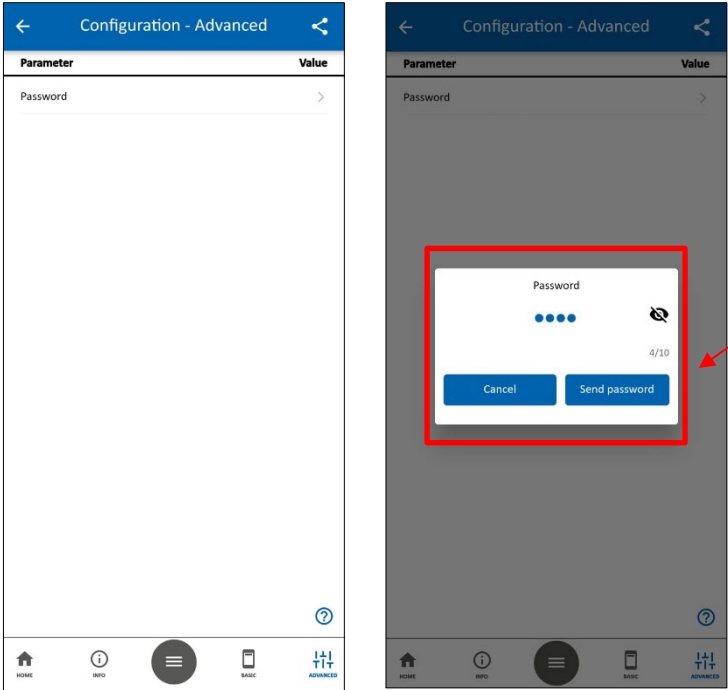 Configuration - Advanced
Parameter Value
Password
HOME INFO BASIC ADVANCED
Configuration - Advanced
Parameter Value
Password
Password
4/10
Cancel Send password
HOME INFO BASIC ADVANCED